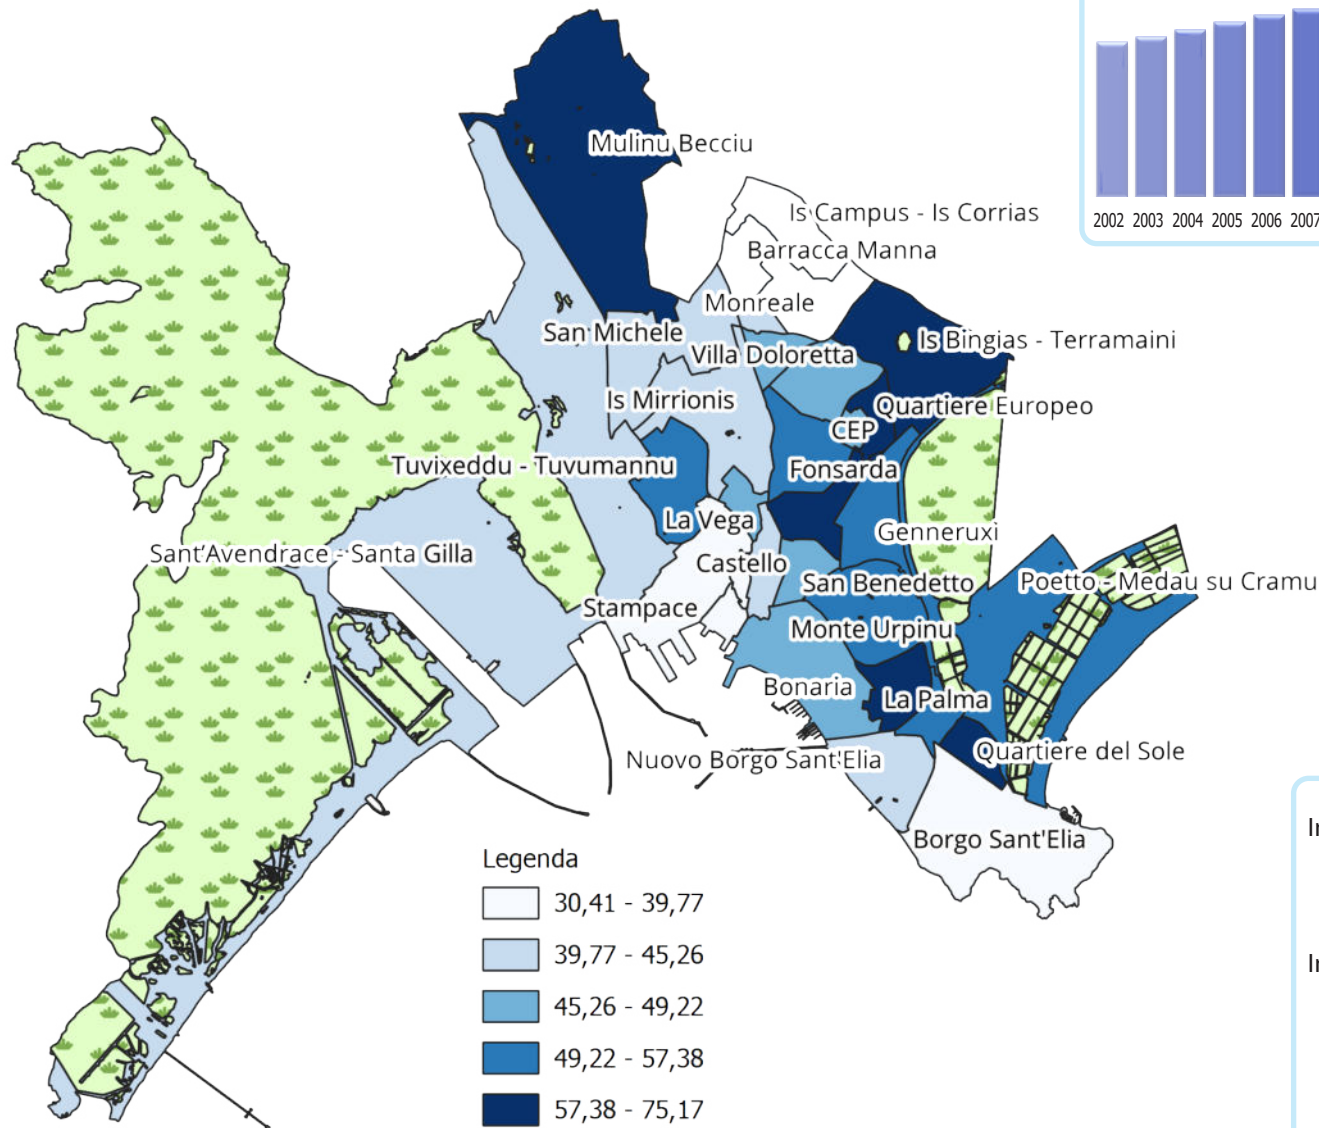 2002 2003 2004 2005 2006 2007
Mulinu Becciu
Is Campus - Is Corrias
Barracca Manna
Monreale
San Michele
Villa Doloretta
Is Bingias - Terramaini
Is Mirrionis
Quartiere Europeo
CEP
Tuvixeddu - Tuvumannu
Fonsarda
La Vega
Genneruxi
Sant'Avendrace - Santa Gilla
Castello
San Benedetto
Poetto - Medau su Cramu
Stampace
Monte Urpinu
Bonaria
La Palma
Nuovo Borgo Sant'Elia
Quartiere del Sole
Borgo Sant'Elia
Legenda
30,41 - 39,77
39,77 - 45,26
45,26 - 49,22
49,22 - 57,38
57,38 - 75,17